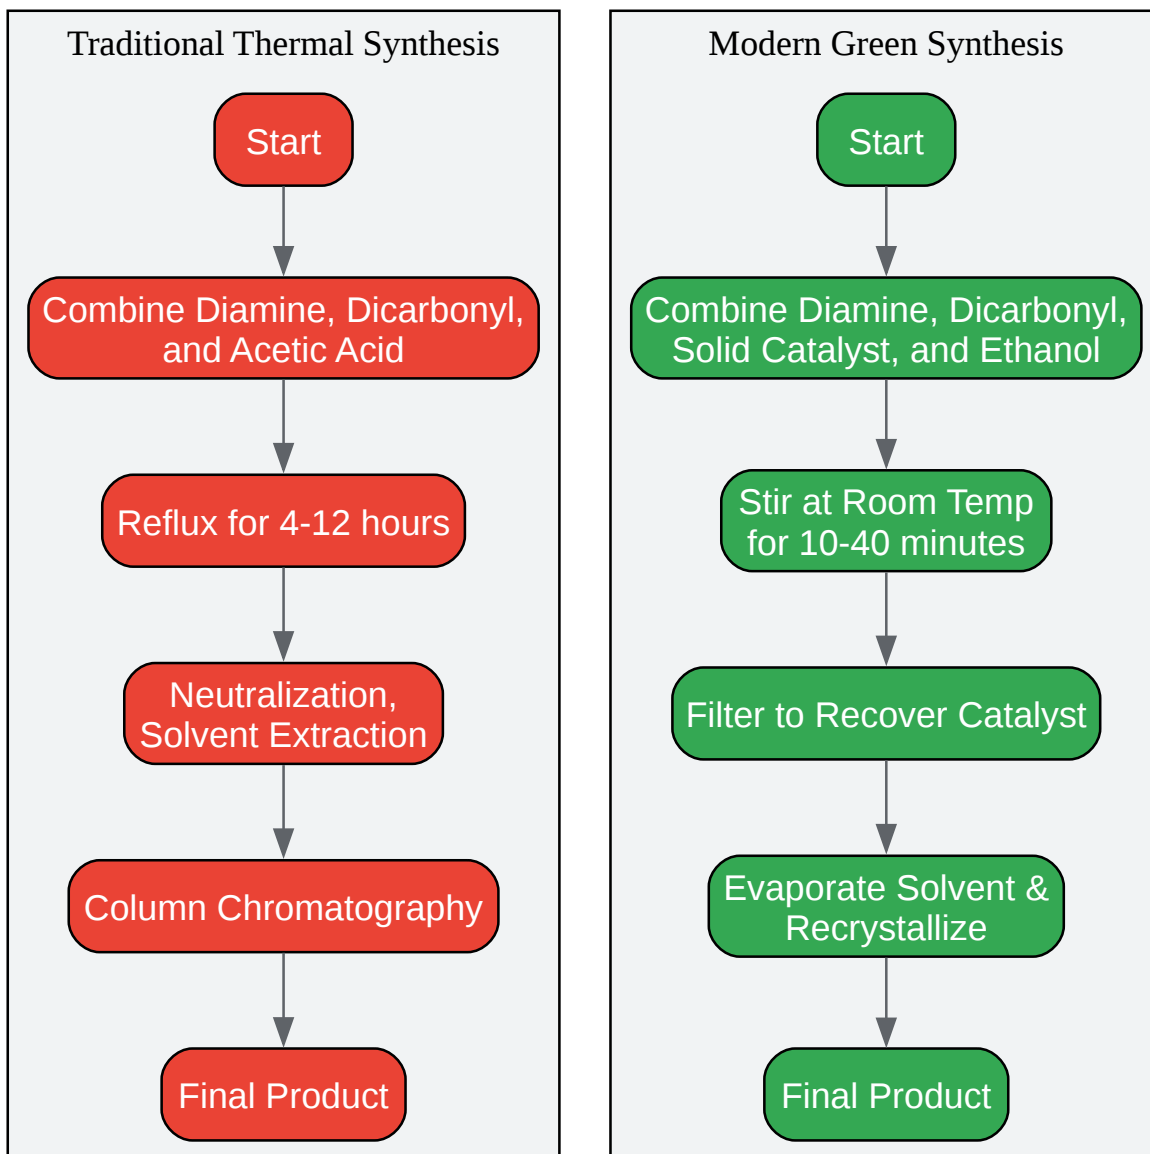 Traditional Thermal Synthesis
Start
Combine Diamine, Dicarbonyl,
and Acetic Acid
Reflux for 4-12 hours
Neutralization,
Solvent Extraction
Column Chromatography
Final Product
Modern Green Synthesis
Start
Combine Diamine, Dicarbonyl,
Solid Catalyst, and Ethanol
Stir at Room Temp
for 10-40 minutes
Filter to Recover Catalyst
Evaporate Solvent &
Recrystallize
Final Product